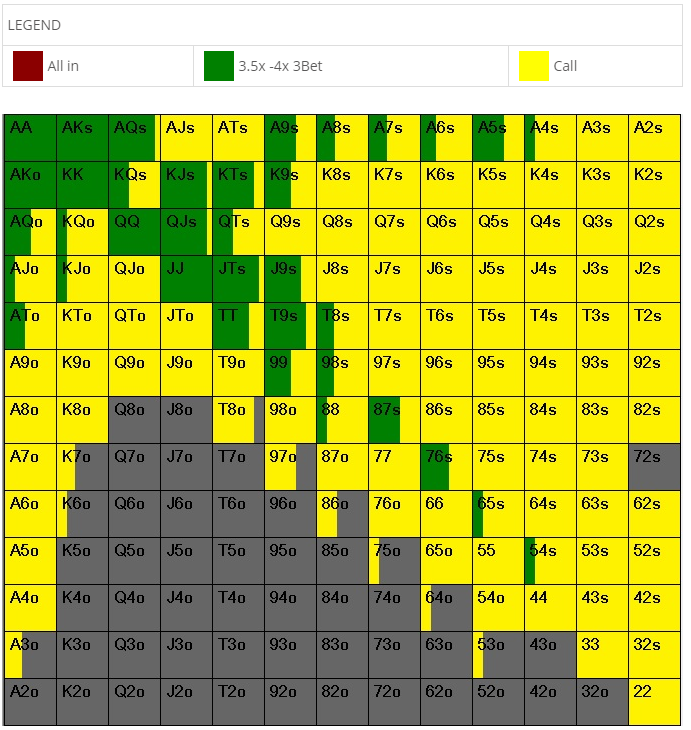 LEGEND
All in 3.5x -4x 3Bet Call
AA AKs AQs AJs ATs A9s A8s A7s A6s A5s A4s A3s A2s
AKo KK KQs KJs KTs K9s K8s K7s K6s K5s K4s K3s K2s
AQo KQo QQ QJs QTs Q9s Q8s Q7s Q6s Q5s Q4s Q3s Q2s
AJo KJo QJo JJ JTs J9s J8s J7s J6s J5s J4s J3s J2s
ATo KTo QTo JTo TT T9s T8s T7s T6s T5s T4s T3s T2s
A9o K9o Q9o J9o T9o 99 98s 97s 96s 95s 94s 93s 92s
A8o K8o Q8o J8o T8o 98o 88 87s 86s 85s 84s 83s 82s
A7o K7o Q7o J7o T7o 97o 87o 77 76s 75s 74s 73s 72s
A6o K6o Q6o J6o T6o 96o 86o 76o 66 65s 64s 63s 62s
A5o K5o Q5o J5o T5o 95o 85o 75o 65o 55 54s 53s 52s
A4o K4o Q4o J4o T4o 94o 84o 74o 64o 54o 44 43s 42s
A3o K3o Q3o J3o T3o 93o 83o 73o 63o 53o 43o 33 32s
A2o K2o Q2o J2o T2o 92o 82o 72o 62o 52o 42o 32o 22